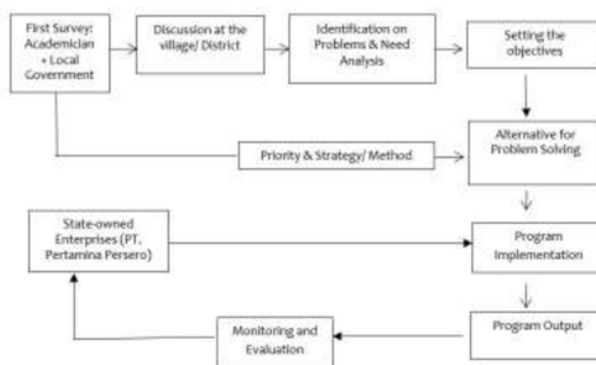 First Survey:
Academician
+ Local
Government
Discussion at the
village/ District
Identification on
Problems & Need
Analysis
Setting the
objectives
Priority & Strategy/ Method
Alternative for
Problem Solving
State-owned
Enterprises (PT,
Pertamina Persero)
Program
Implementation
Monitoring and
Evaluation
Program Output